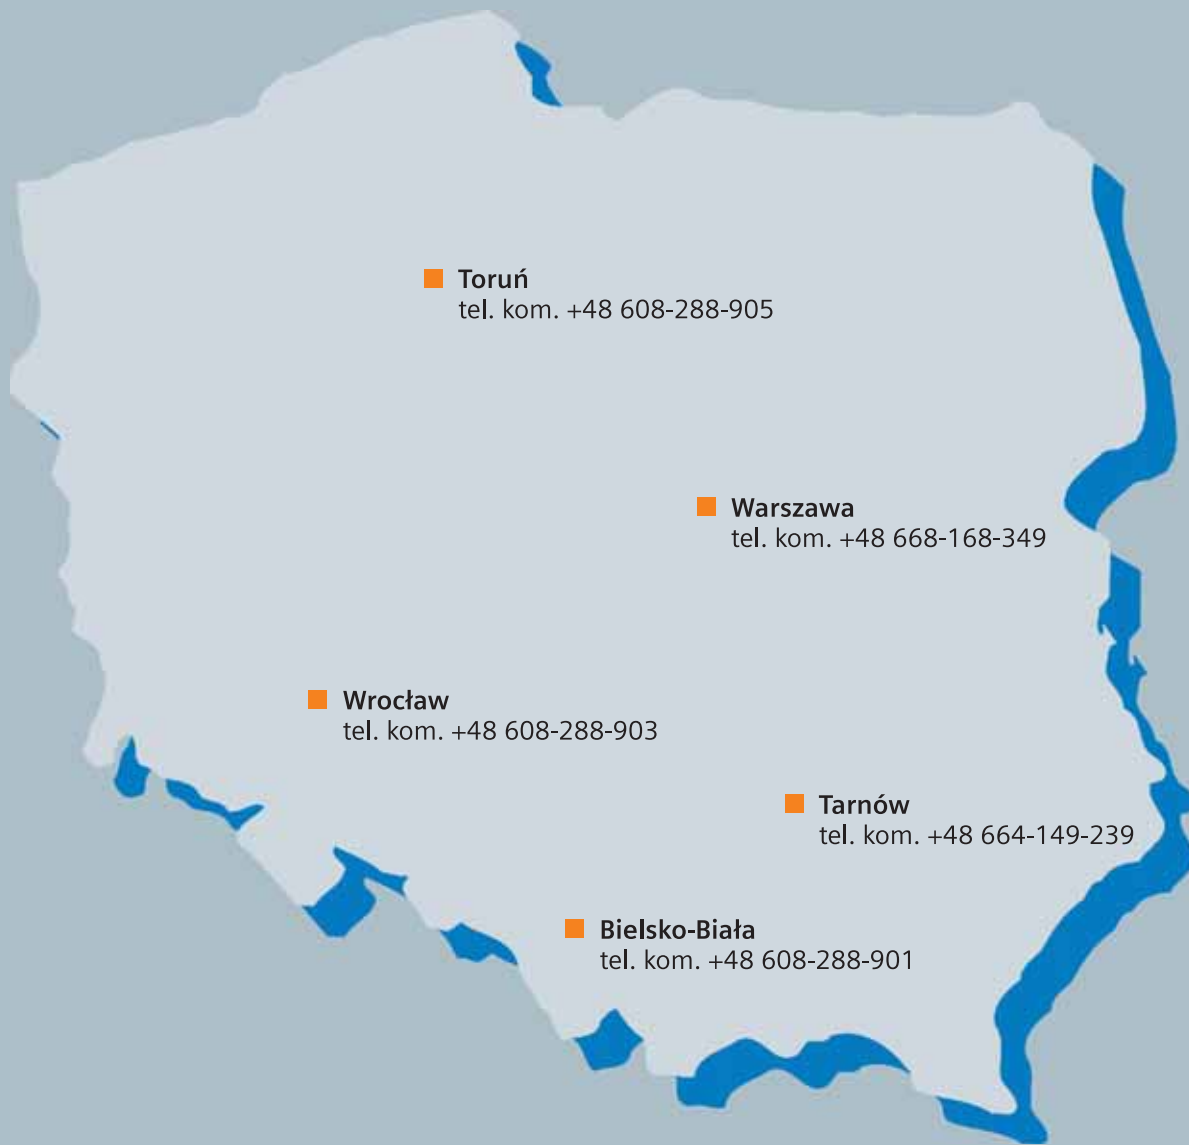 Toruń
tel. kom. +48 608-288-905
Warszawa
tel. kom. +48 668-168-349
Wrocław
tel. kom. +48 608-288-903
Tarnów
tel. kom. +48 664-149-239
Bielsko-Biała
tel. kom. +48 608-288-901